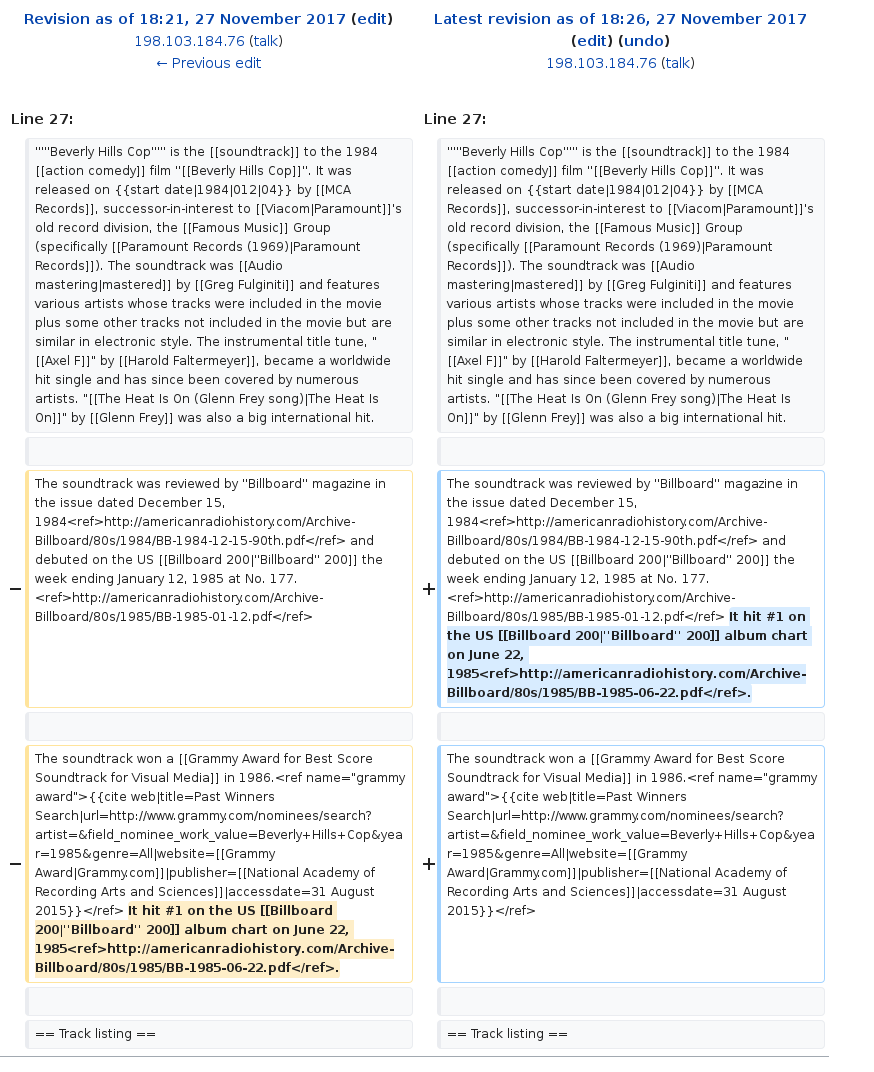 Revision as of 18:21, 27 November 2017 (edit)
198.103.184.76 (talk)
← Previous edit
Latest revision as of 18:26, 27 November 2017
(edit) (undo)
198.103.184.76 (talk)
Line 27:
Line 27:
'''''Beverly Hills Cop''''' is the [[soundtrack]] to the 1984
[[action comedy]] film ''[[Beverly Hills Cop]]''. It was
released on {{start date|1984|012|04}} by [[MCA
Records]], successor-in-interest to [[Viacom|Paramount]]'s
old record division, the [[Famous Music]] Group
(specifically [[Paramount Records (1969)|Paramount
Records]]). The soundtrack was [[Audio
mastering|mastered]] by [[Greg Fulginiti]] and features
various artists whose tracks were included in the movie
plus some other tracks not included in the movie but are
similar in electronic style. The instrumental title tune, "
[[Axel F]]" by [[Harold Faltermeyer]], became a worldwide
hit single and has since been covered by numerous
artists. "[[The Heat Is On (Glenn Frey song)|The Heat Is
On]]" by [[Glenn Frey]] was also a big international hit.
'''''Beverly Hills Cop''''' is the [[soundtrack]] to the 1984
[[action comedy]] film ''[[Beverly Hills Cop]]''. It was
released on {{start date|1984|012|04}} by [[MCA
Records]], successor-in-interest to [[Viacom|Paramount]]'s
old record division, the [[Famous Music]] Group
(specifically [[Paramount Records (1969)|Paramount
Records]]). The soundtrack was [[Audio
mastering|mastered]] by [[Greg Fulginiti]] and features
various artists whose tracks were included in the movie
plus some other tracks not included in the movie but are
similar in electronic style. The instrumental title tune, "
[[Axel F]]" by [[Harold Faltermeyer]], became a worldwide
hit single and has since been covered by numerous
artists. "[[The Heat Is On (Glenn Frey song)|The Heat Is
On]]" by [[Glenn Frey]] was also a big international hit.
−
The soundtrack was reviewed by ''Billboard'' magazine in
the issue dated December 15,
1984<ref>http://americanradiohistory.com/Archive-
Billboard/80s/1984/BB-1984-12-15-90th.pdf</ref> and
debuted on the US [[Billboard 200|''Billboard'' 200]] the
week ending January 12, 1985 at No. 177.
<ref>http://americanradiohistory.com/Archive-
Billboard/80s/1985/BB-1985-01-12.pdf</ref>
+
The soundtrack was reviewed by ''Billboard'' magazine in
the issue dated December 15,
1984<ref>http://americanradiohistory.com/Archive-
Billboard/80s/1984/BB-1984-12-15-90th.pdf</ref> and
debuted on the US [[Billboard 200|''Billboard'' 200]] the
week ending January 12, 1985 at No. 177.
<ref>http://americanradiohistory.com/Archive-
Billboard/80s/1985/BB-1985-01-12.pdf</ref> It hit #1 on
the US [[Billboard 200|''Billboard'' 200]] album chart
on June 22,
1985<ref>http://americanradiohistory.com/Archive-
Billboard/80s/1985/BB-1985-06-22.pdf</ref>.
−
The soundtrack won a [[Grammy Award for Best Score
Soundtrack for Visual Media]] in 1986.<ref name="grammy
award">{{cite web|title=Past Winners
Search|url=http://www.grammy.com/nominees/search?
artist=&field_nominee_work_value=Beverly+Hills+Cop&yea
r=1985&genre=All|website=[[Grammy
Award|Grammy.com]]|publisher=[[National Academy of
Recording Arts and Sciences]]|accessdate=31 August
2015}}</ref> It hit #1 on the US [[Billboard
200|''Billboard'' 200]] album chart on June 22,
1985<ref>http://americanradiohistory.com/Archive-
Billboard/80s/1985/BB-1985-06-22.pdf</ref>.
+
The soundtrack won a [[Grammy Award for Best Score
Soundtrack for Visual Media]] in 1986.<ref name="grammy
award">{{cite web|title=Past Winners
Search|url=http://www.grammy.com/nominees/search?
artist=&field_nominee_work_value=Beverly+Hills+Cop&yea
r=1985&genre=All|website=[[Grammy
Award|Grammy.com]]|publisher=[[National Academy of
Recording Arts and Sciences]]|accessdate=31 August
2015}}</ref>
== Track listing ==
== Track listing ==